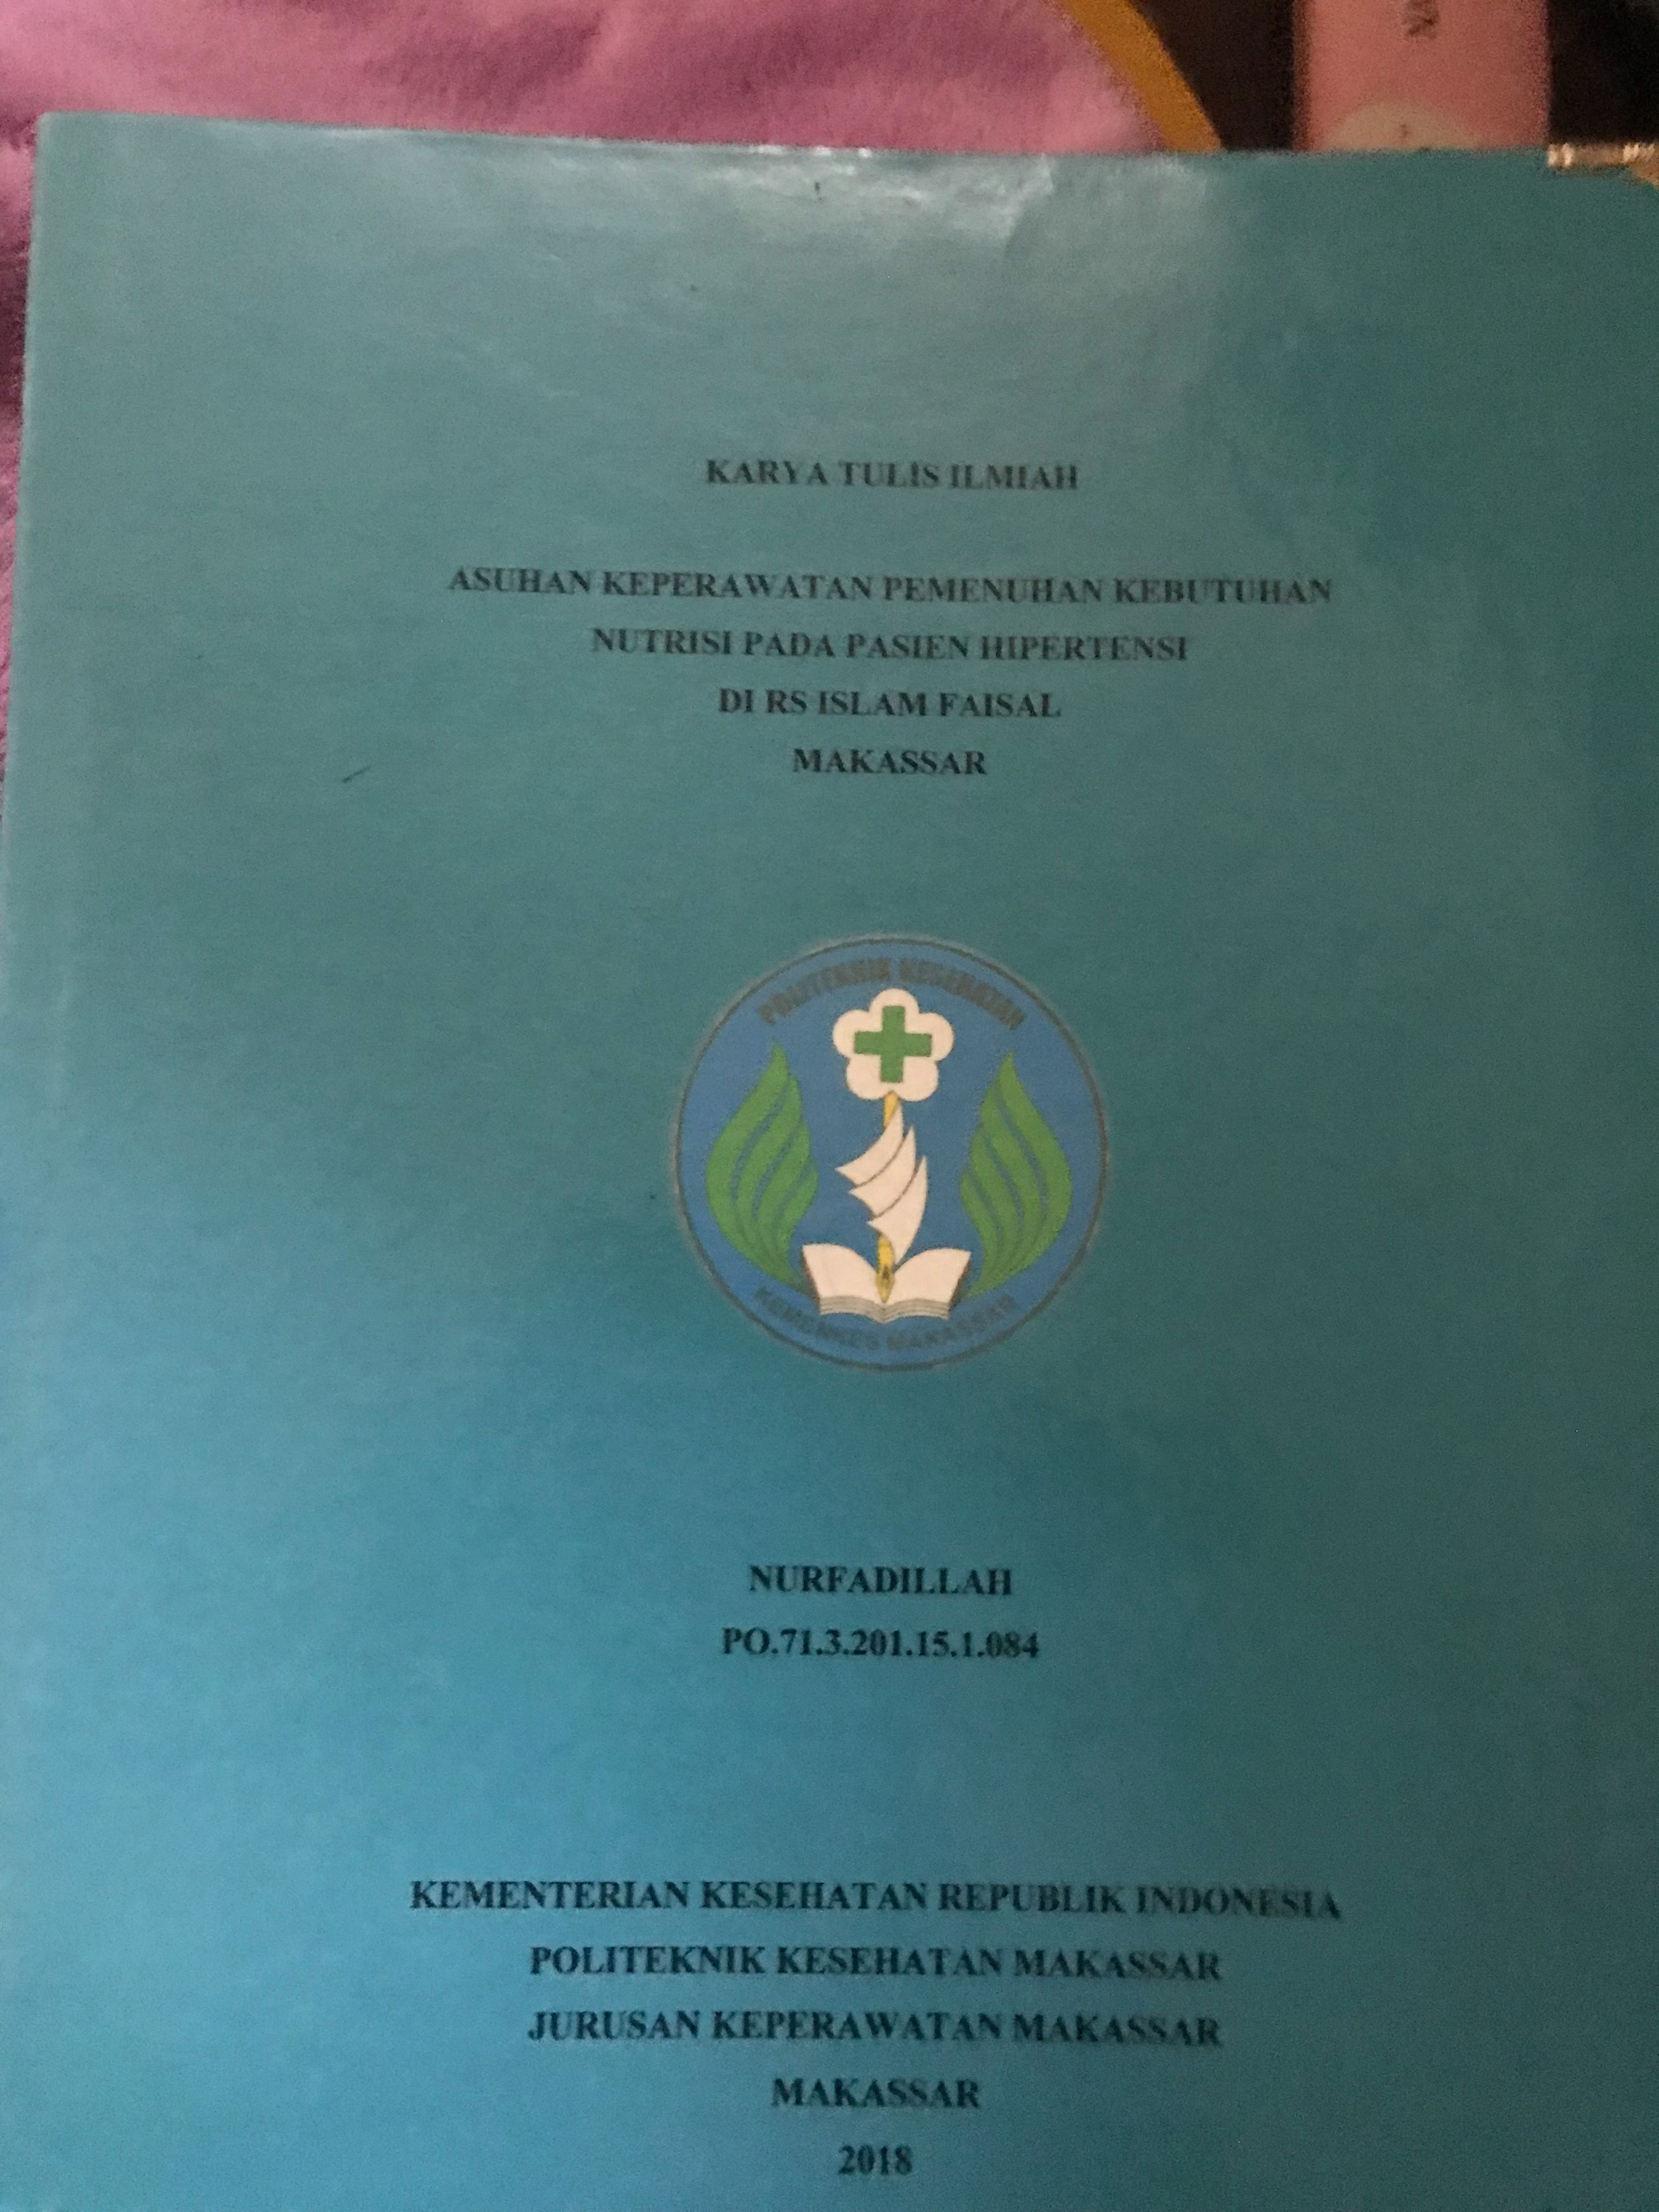 KARYA TULIS ILMIAH
ASUHAN KEPERAWATAN PEMENUHAN KEBUTUHAN
NUTRISI PADA PASIEN HIPERTENSI
DI RS ISLAM FAISAL
MAKASSAR
POLITEKNIK KESEHATAN
KEMENKES MAKASSAR
NURFADILLAH
PO.71.3.201.15.1.084
KEMENTERIAN KESEHATAN REPUBLIK INDONESIA
POLITEKNIK KESEHATAN MAKASSAR
JURUSAN KEPERAWATAN MAKASSAR
MAKASSAR
2018